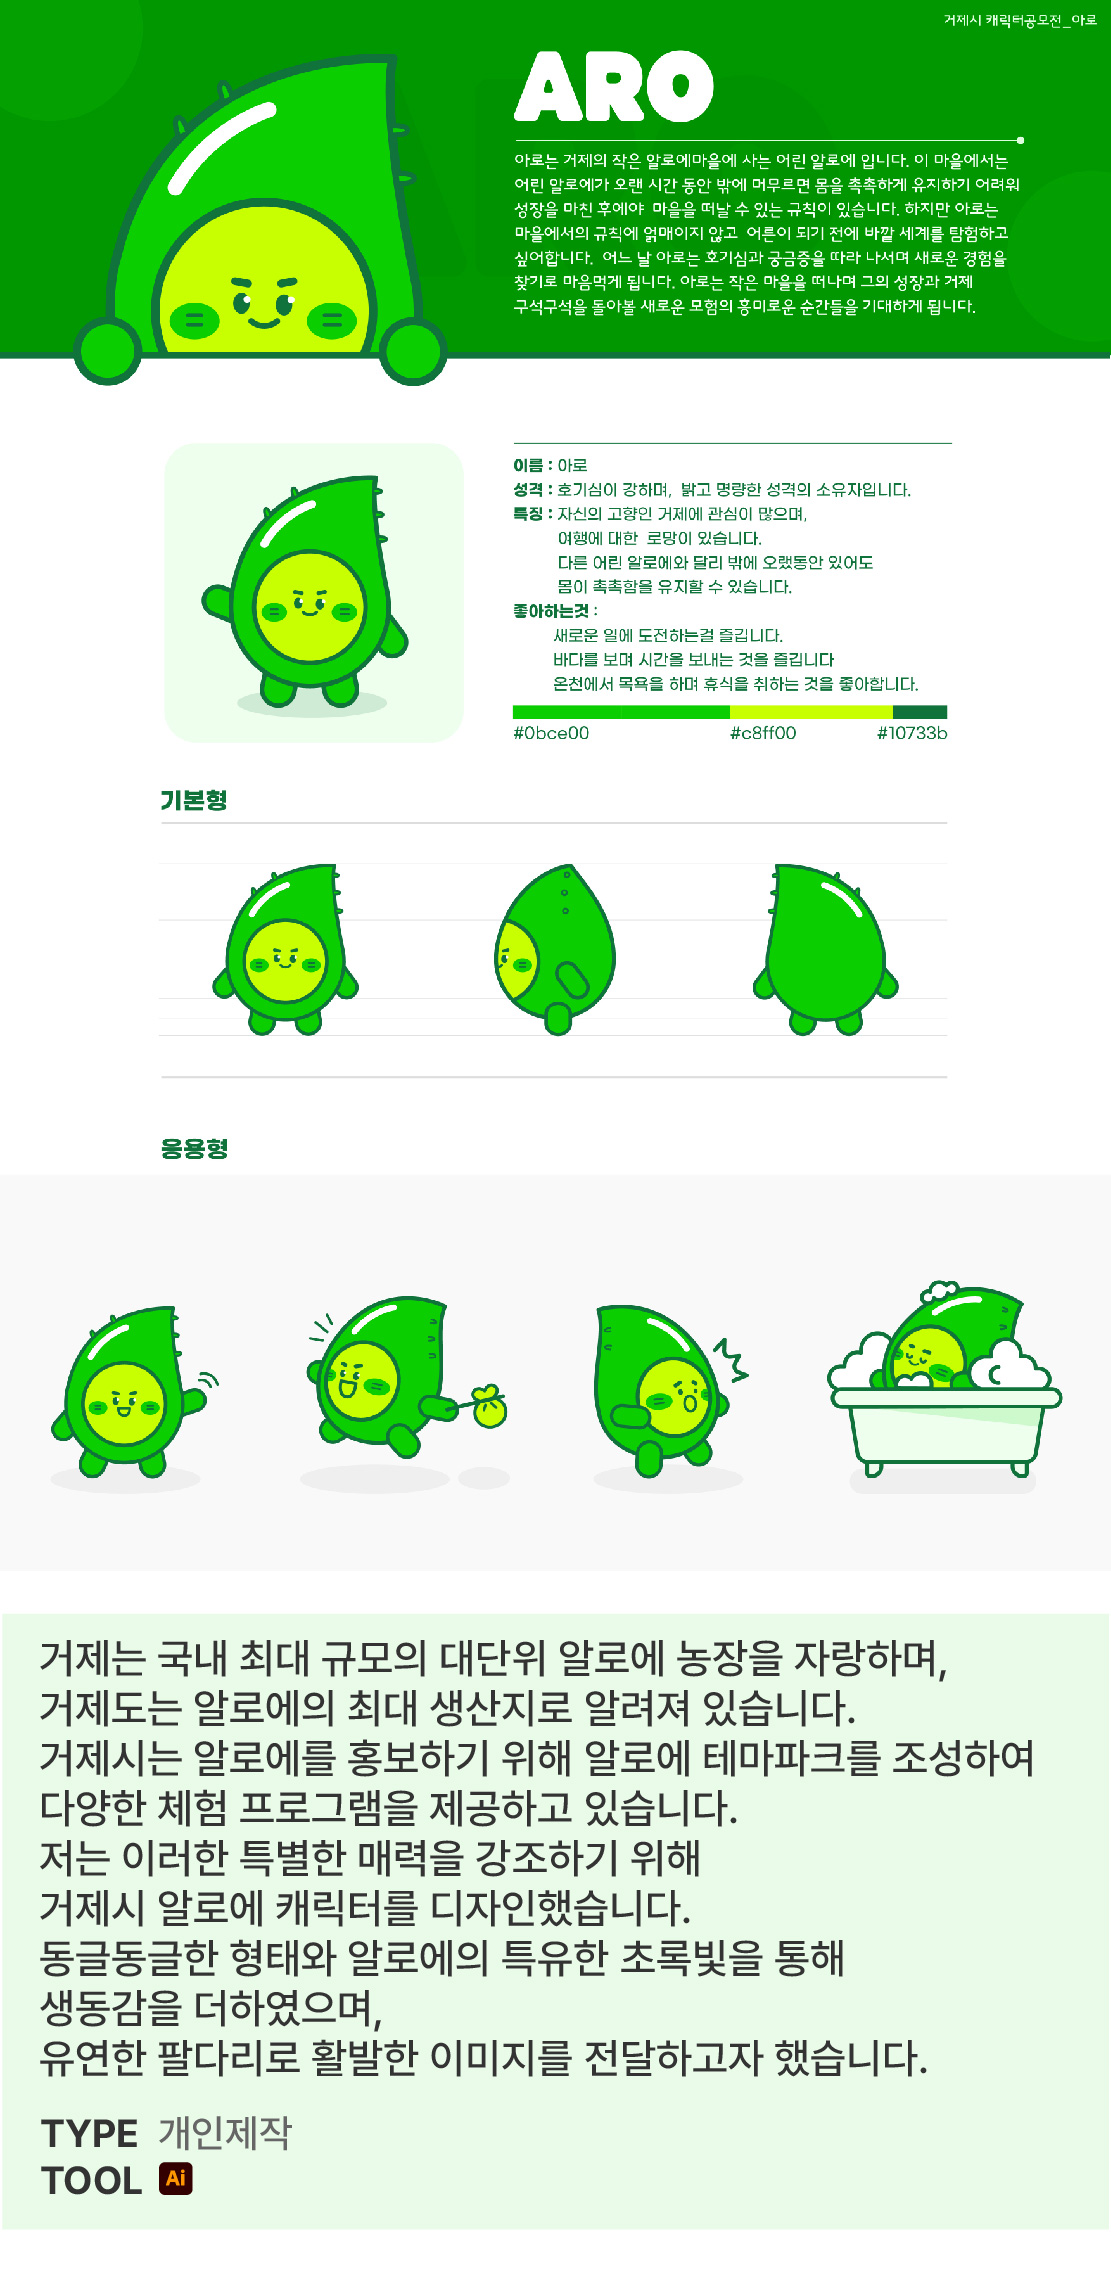 거제시 캐릭터공모전_아로
ARO
아로는 거제의 작은 알로에마을에 사는 어린 알로에 입니다. 이 마을에서는
어린 알로에가 오랜 시간 동안 밖에 머무르면 몸을 촉촉하게 유지하기 어려워
성장을 마친 후에야 마을을 떠날 수 있는 규칙이 있습니다. 하지만 아로는
마을에서의 규칙에 얽매이지 않고 어른이 되기 전에 바깥 세계를 탐험하고
싶어합니다. 어느 날 아로는 호기심과 궁금증을 따라 나서며 새로운 경험을
찾기로 마음먹게 됩니다. 아로는 작은 마을을 떠나며 그의 성장과 거제
구석구석을 돌아볼 새로운 모험의 흥미로운 순간들을 기대하게 됩니다.
이름 : 아로
성격 : 호기심이 강하며, 밝고 명량한 성격의 소유자입니다.
특징 : 자신의 고향인 거제에 관심이 많으며,
여행에 대한 로망이 있습니다.
다른 어린 알로에와 달리 밖에 오랬동안 있어도
몸이 촉촉함을 유지할 수 있습니다.
좋아하는것 :
새로운 일에 도전하는걸 즐깁니다.
바다를 보며 시간을 보내는 것을 즐깁니다
온천에서 목욕을 하며 휴식을 취하는 것을 좋아합니다.
#0bce00 #c8ff00 #10733b
기본형
응용형
거제는 국내 최대 규모의 대단위 알로에 농장을 자랑하며,
거제도는 알로에의 최대 생산지로 알려져 있습니다.
거제시는 알로에를 홍보하기 위해 알로에 테마파크를 조성하여
다양한 체험 프로그램을 제공하고 있습니다.
저는 이러한 특별한 매력을 강조하기 위해
거제시 알로에 캐릭터를 디자인했습니다.
동글동글한 형태와 알로에의 특유한 초록빛을 통해
생동감을 더하였으며,
유연한 팔다리로 활발한 이미지를 전달하고자 했습니다.
TYPE 개인제작
TOOL Ai